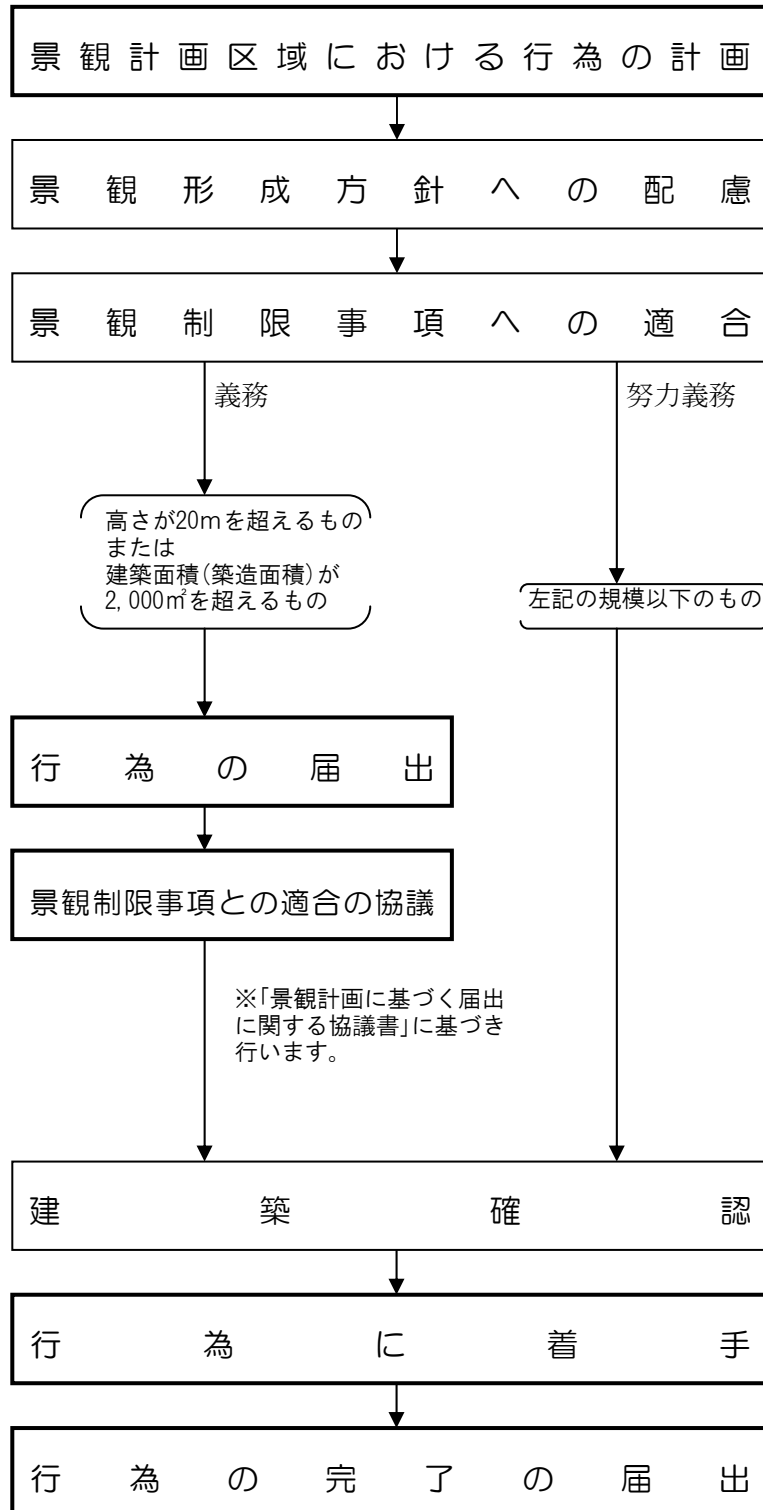 景観計画区域における行為の計画
景観形成方針への配慮
景観制限事項への適合
義務
努力義務
高さが20mを超えるもの
または
建築面積(築造面積)が
2,000㎡を超えるもの
左記の規模以下のもの
行為の届出
景観制限事項との適合の協議
※｢景観計画に基づく届出
に関する協議書｣に基づき
行います。
建築確認
行為に着手
行為の完了の届出